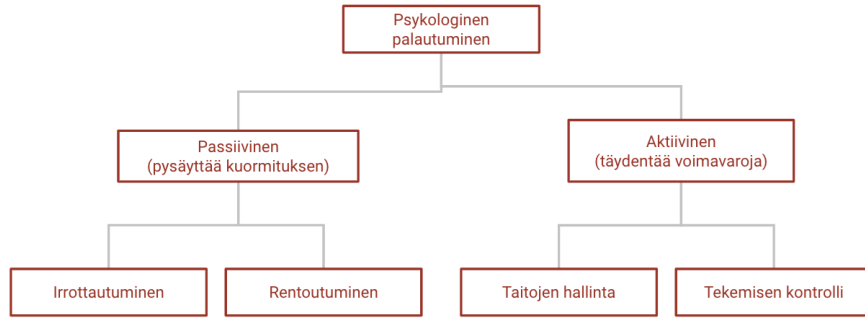 Psykologinen
palautuminen
Passiivinen
(pysäyttää kuormituksen)
Aktiivinen
(täydentää voimavaroja)
Irrottautuminen
Rentoutuminen
Taitojen hallinta
Tekemisen kontrolli